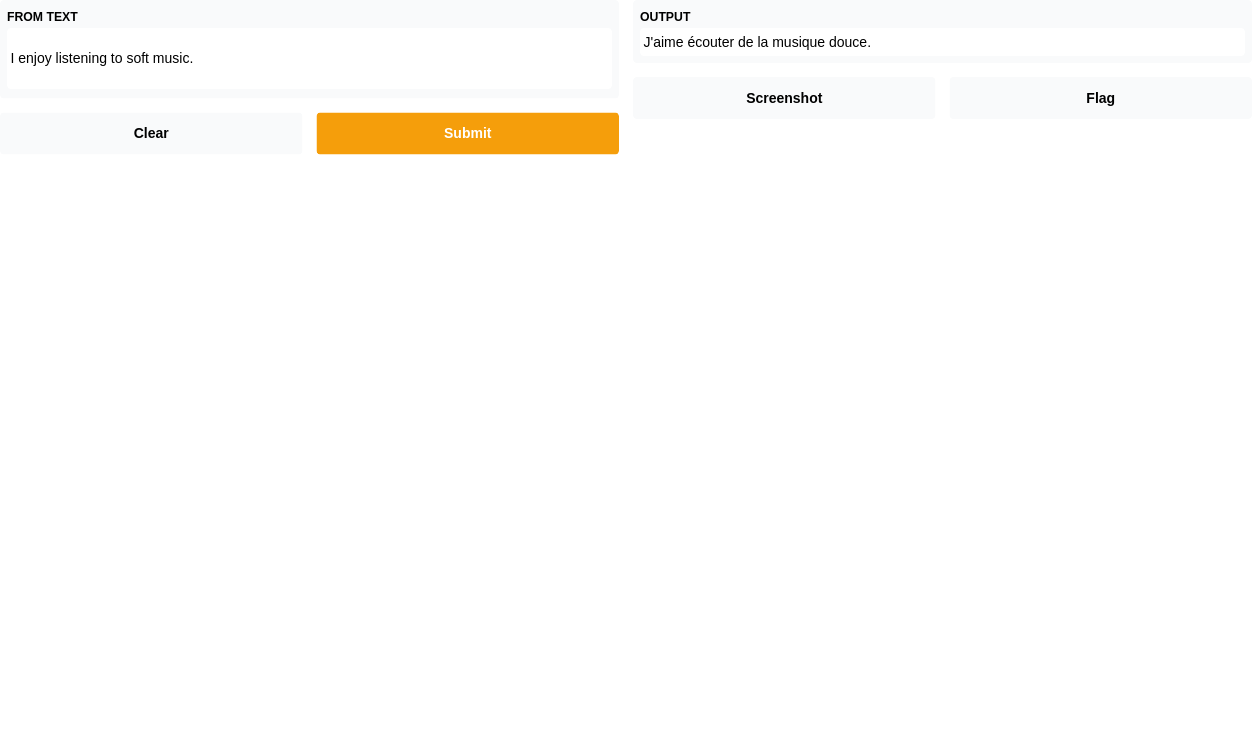 FROM TEXT
I enjoy listening to soft music.
Clear
Submit
OUTPUT
J'aime écouter de la musique douce.
Screenshot
Flag